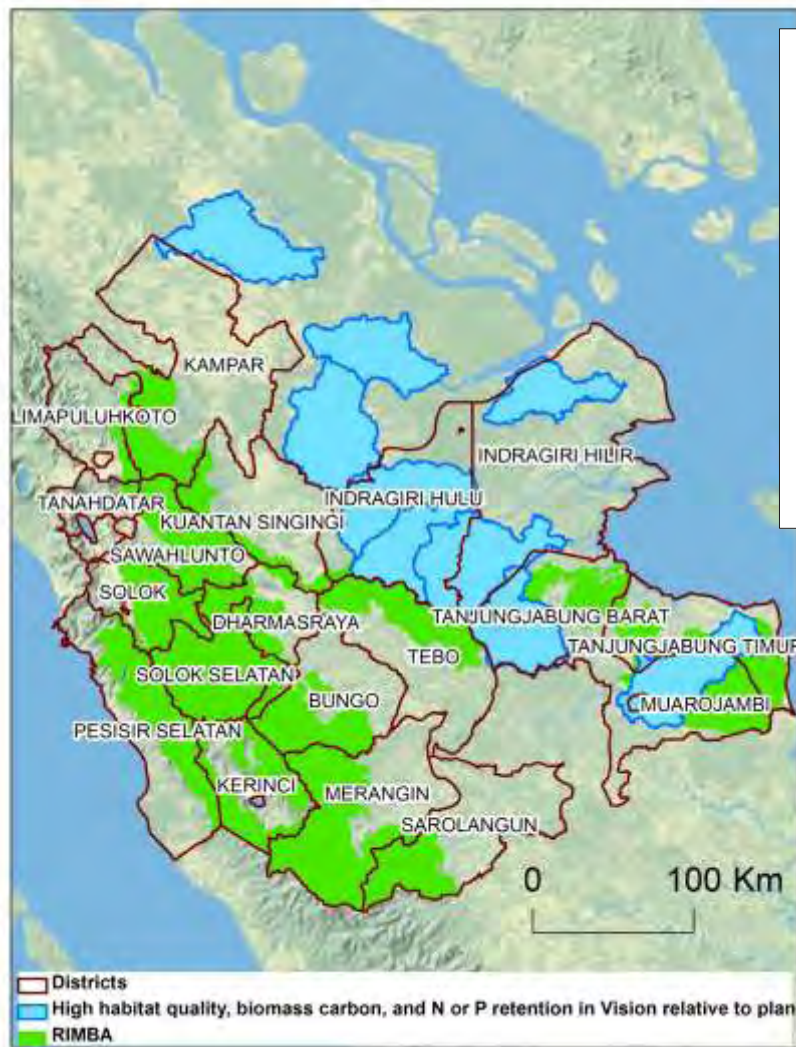 KAMPAR
LIMAPULUHKOTO
INDRAGIRI HILIR
TANAHDATAR
INDRAGIRI HULU
KUANTAN SINGINGI
SAWAHLUNTO
SOLOK
DHARMASRAYA
TANJUNGJABUNG BARAT
TEBO
TANJUNGJABUNG TIMUR
SOLOK SELATAN
BUNGO
MUAROJAMBI
PESISIR SELATAN
KERINCI
MERANGIN
SAROLANGUN
0 100 Km
Districts
High habitat quality, biomass carbon, and N or P retention in Vision relative to plan
RIMBA